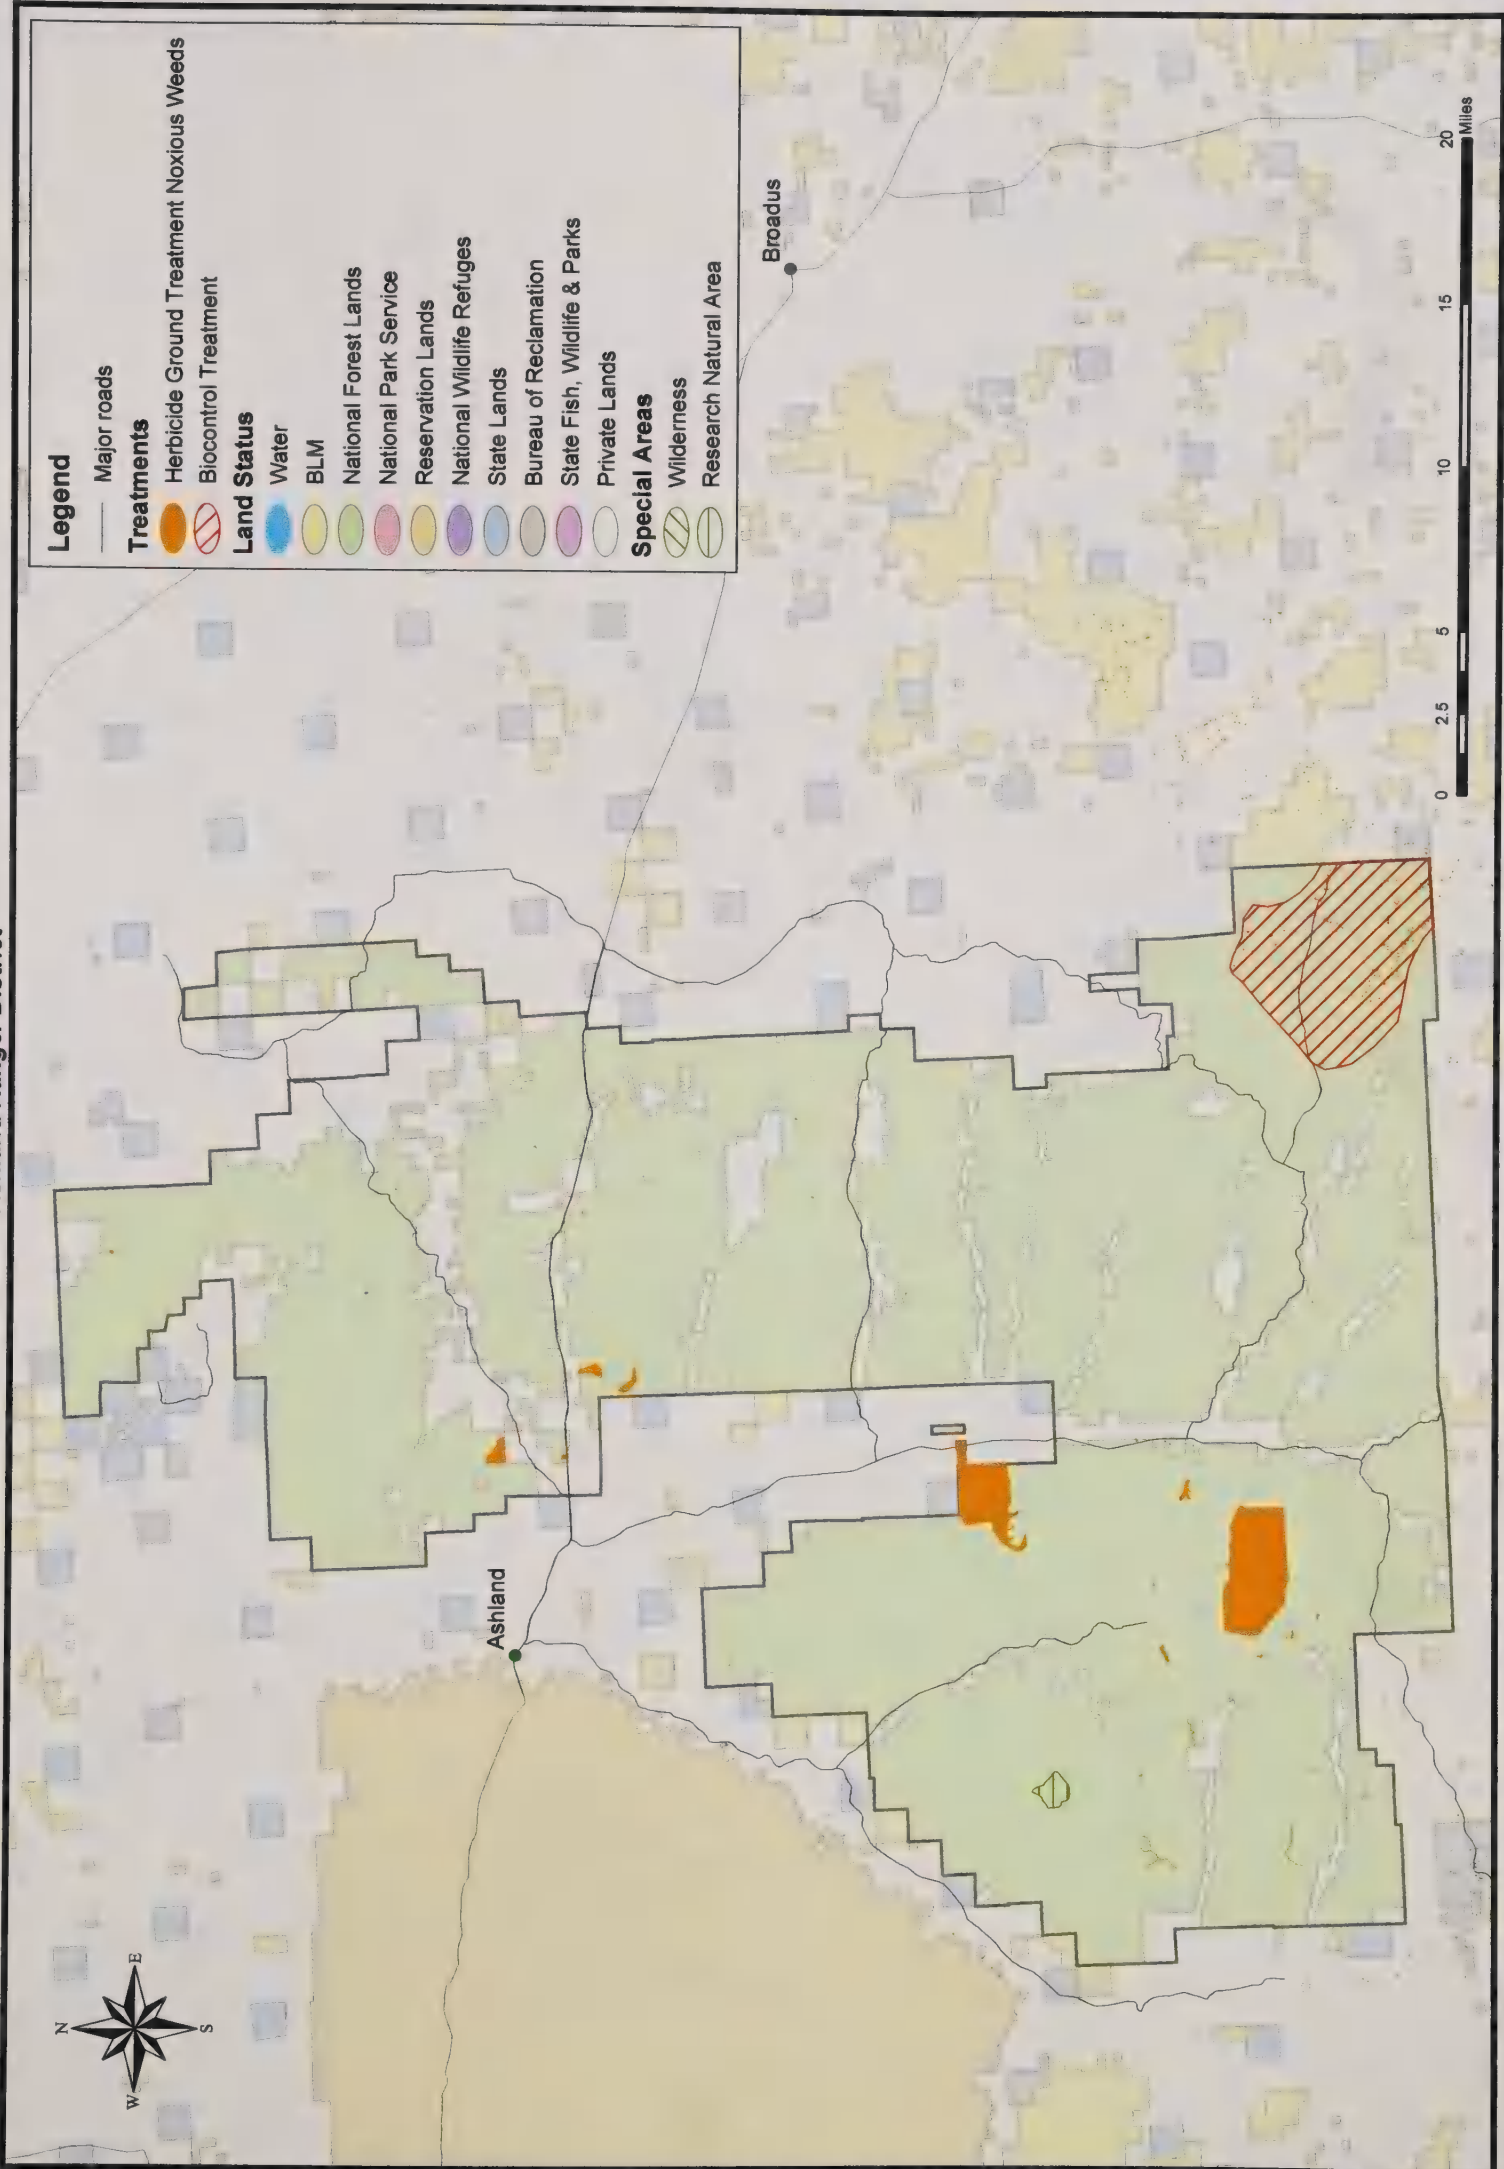 Legend
Major roads
Treatments
Herbicide Ground Treatment Noxious Weeds
Biocontrol Treatment
Land Status
Water
BLM
National Forest Lands
National Park Service
Reservation Lands
National Wildlife Refuges
State Lands
Bureau of Reclamation
State Fish, Wildlife & Parks
Private Lands
Special Areas
Wilderness
Research Natural Area
N
W
E
S
Ashland
Broadus
0 2.5 5 10 15 20
Miles